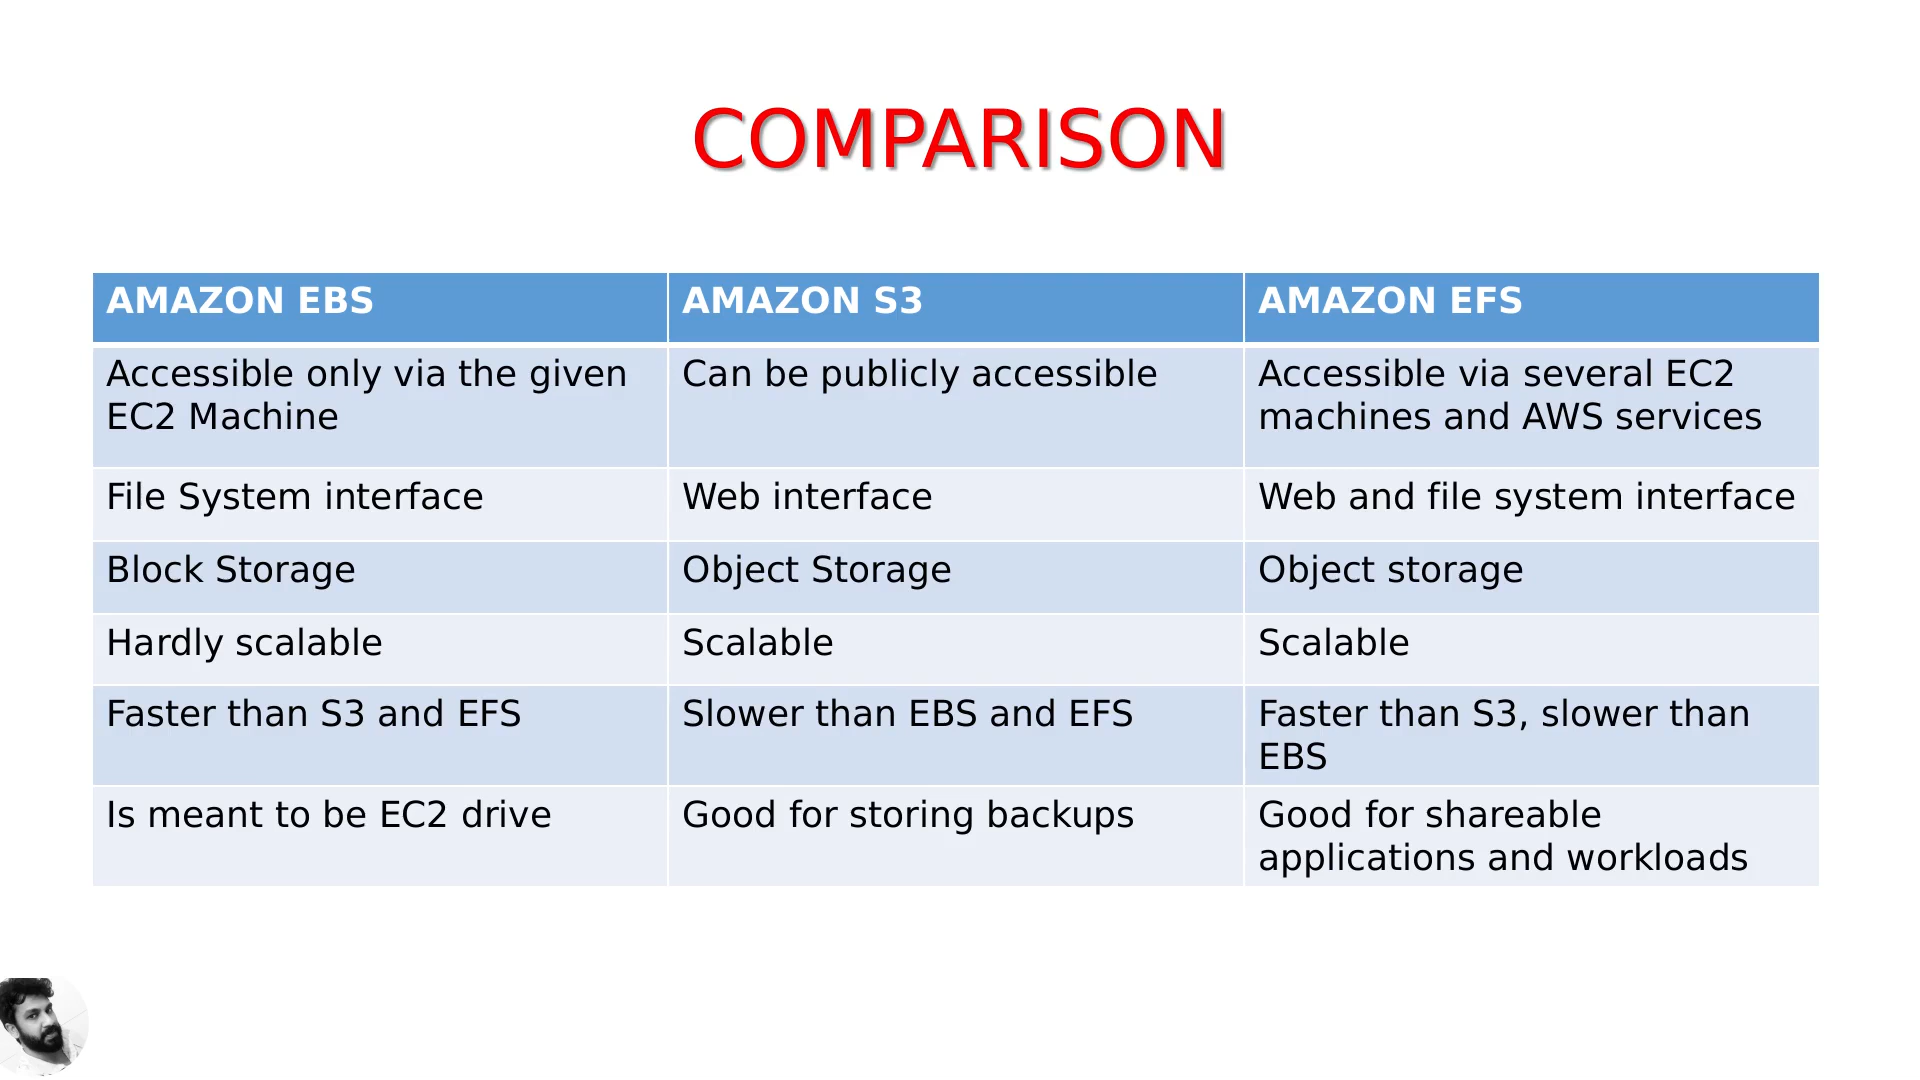 COMPARISON
AMAZON EBS
AMAZON S3
AMAZON EFS
Accessible only via the given
EC2 Machine
Can be publicly accessible
Accessible via several EC2
machines and AWS services
File System interface
Web interface
Web and file system interface
Block Storage
Object Storage
Object storage
Hardly scalable
Scalable
Scalable
Faster than S3 and EFS
Slower than EBS and EFS
Faster than S3, slower than
EBS
Is meant to be EC2 drive
Good for storing backups
Good for shareable
applications and workloads